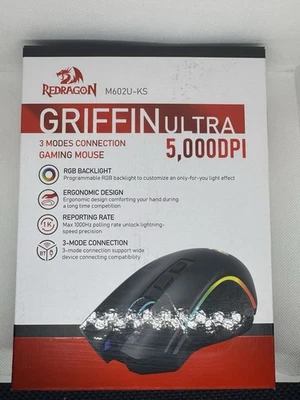 REDRAGON M602U-KS
GRIFFIN ULTRA
3 MODES CONNECTION
GAMING MOUSE
5,000DPI
RGB BACKLIGHT
Programmable RGB backlight to customize an only-for-you light effect
ERGONOMIC DESIGN
Ergonomic design comforting your hand during
a long time competition
1K
REPORTING RATE
Max 1000Hz polling rate unlock lightning-
speed precision
BT
3-MODE CONNECTION
3-mode connection support wide
device connecting compatibility